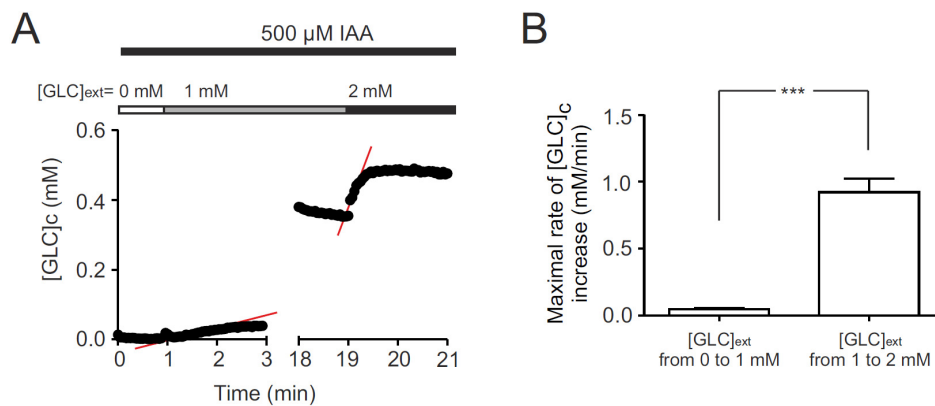 A
500 µM IAA
[GLC]ext= 0 mM 1 mM 2 mM
0.6
0.4
0.2
0.0
[GLC]c (mM)
0 1 2 3 18 19 20 21
Time (min)
B
***
1.5
1.0
0.5
0.0
Maximal rate of [GLC]c
increase (mM/min)
[GLC]ext
from 0 to 1 mM
[GLC]ext
from 1 to 2 mM